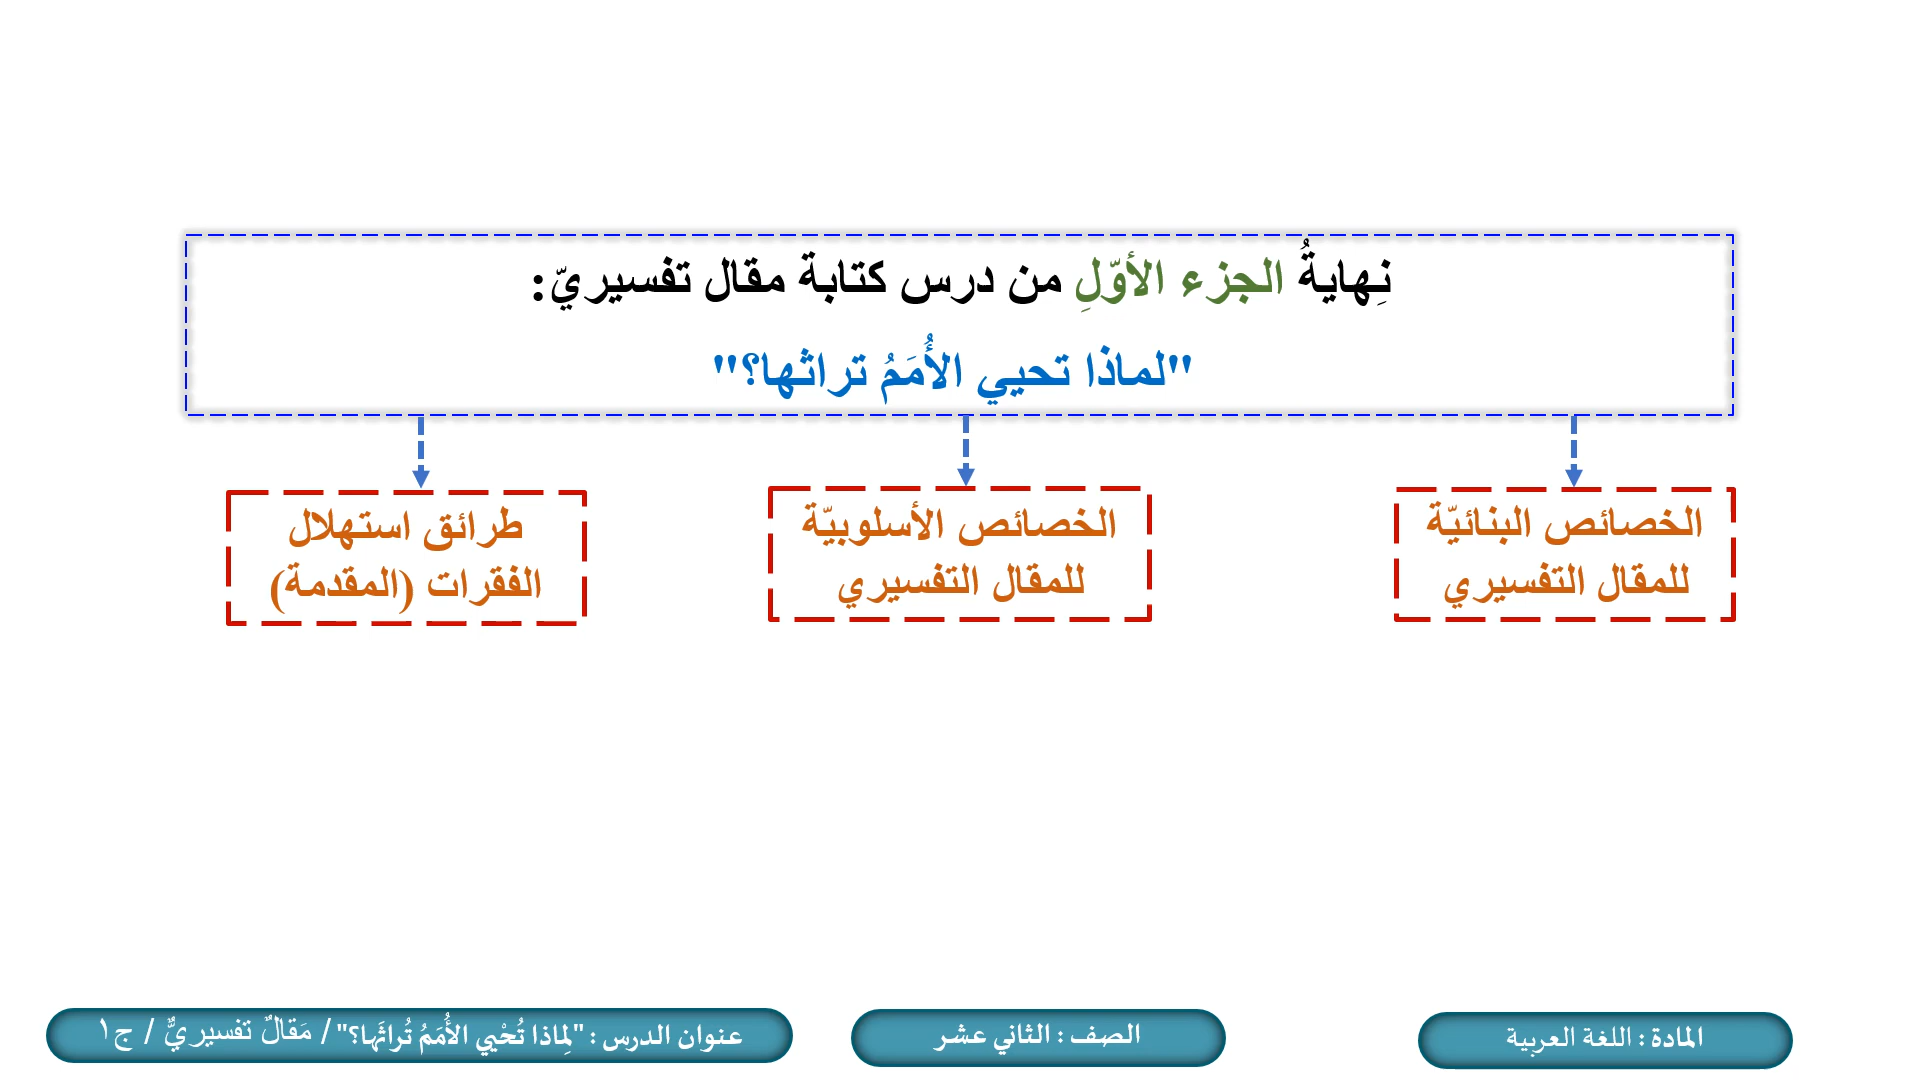 نِهايةُ الجزء الأوّلِ من درس كتابة مقال تفسيريّ:
"لماذا تحيي الأُمَمُ تراثها؟"
الخصائص البنائيّة
للمقال التفسيري
الخصائص الأسلوبيّة
للمقال التفسيري
طرائق استهلال
الفقرات (المقدمة)
المادة : اللغة العربية
الصف : الثاني عشر
عنوان الدرس : "لِماذا تُحْيي الأُمَمُ تُراثَها؟" / مَقالٌ تفسيريٌّ / ج١